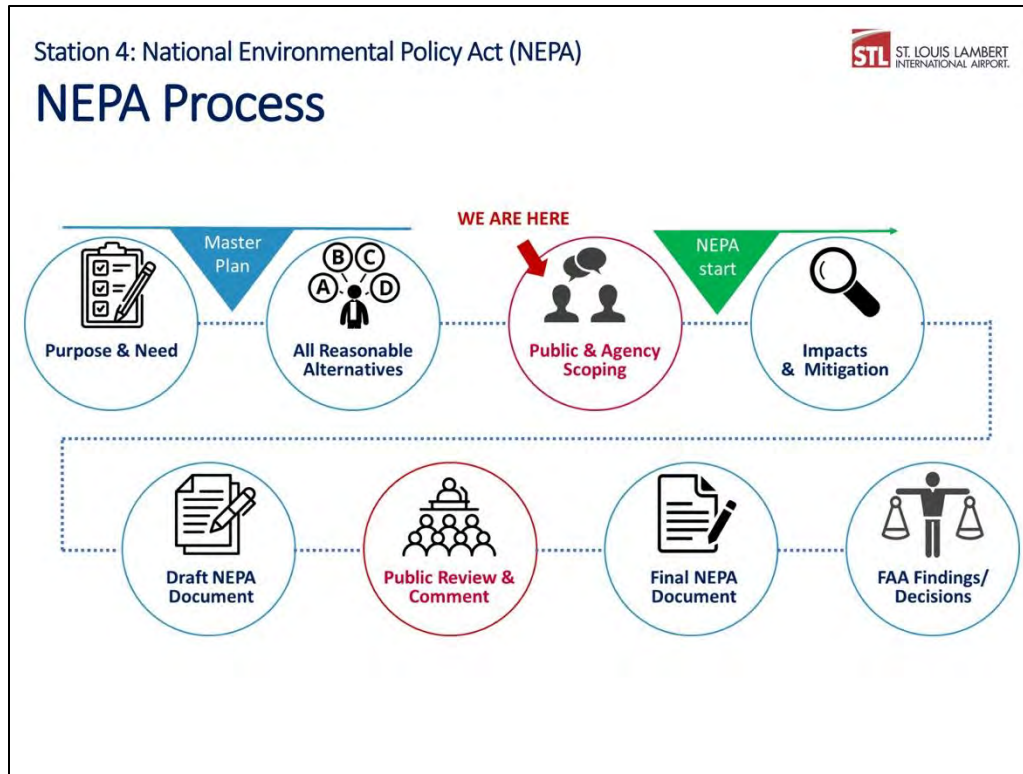 Station 4: National Environmental Policy Act (NEPA)
STL ST. LOUIS LAMBERT
INTERNATIONAL AIRPORT.
NEPA Process
WE ARE HERE
Master
Plan
NEPA
start
B C
A D
Purpose & Need
All Reasonable
Alternatives
Public & Agency
Scoping
Impacts
& Mitigation
Draft NEPA
Document
Public Review &
Comment
Final NEPA
Document
FAA Findings/
Decisions